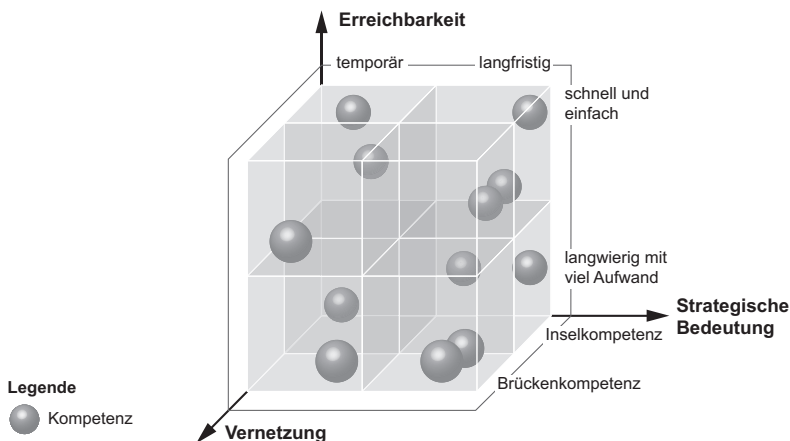 Erreichbarkeit
temporär
langfristig
schnell und
einfach
langwierig mit
viel Aufwand
Strategische
Bedeutung
Inselkompetenz
Brückenkompetenz
Legende
Kompetenz
Vernetzung